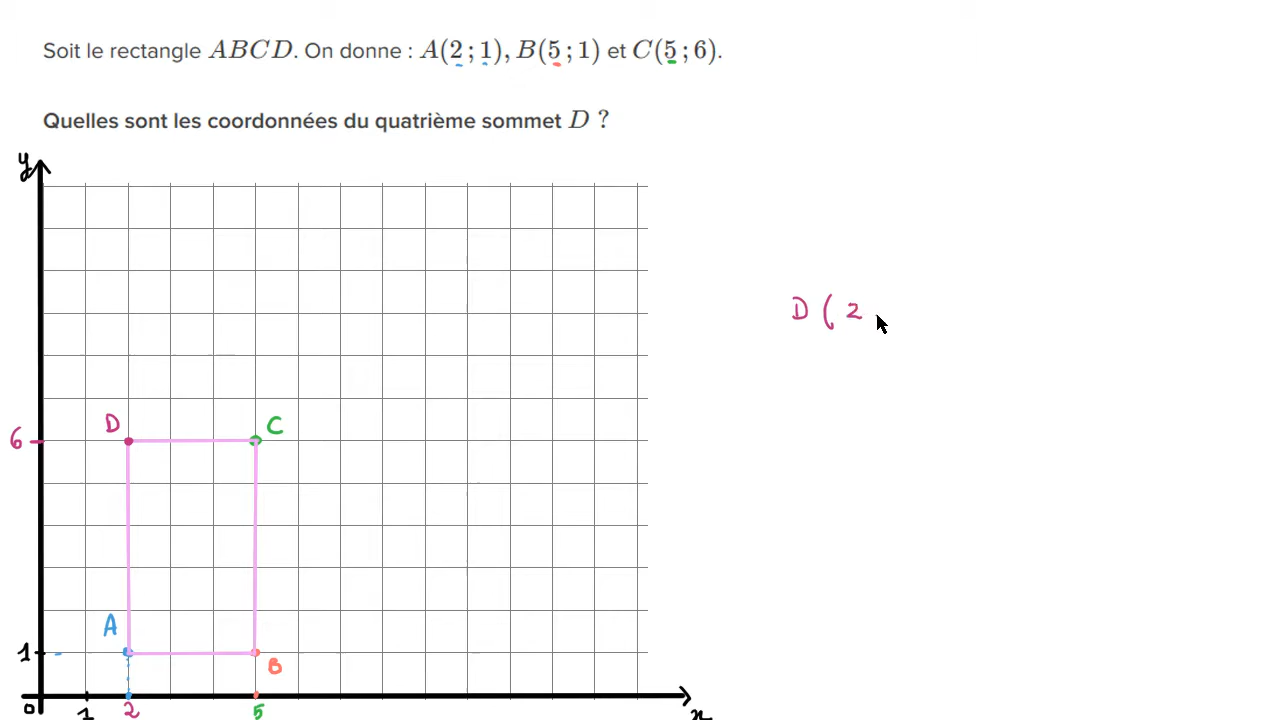 Soit le rectangle ABCD. On donne : A(2 ; 1), B(5 ; 1) et C(5 ; 6).
Quelles sont les coordonnées du quatrième sommet D ?
y
D ( 2
D
C
6
A
1
B
0
1
2
5
x